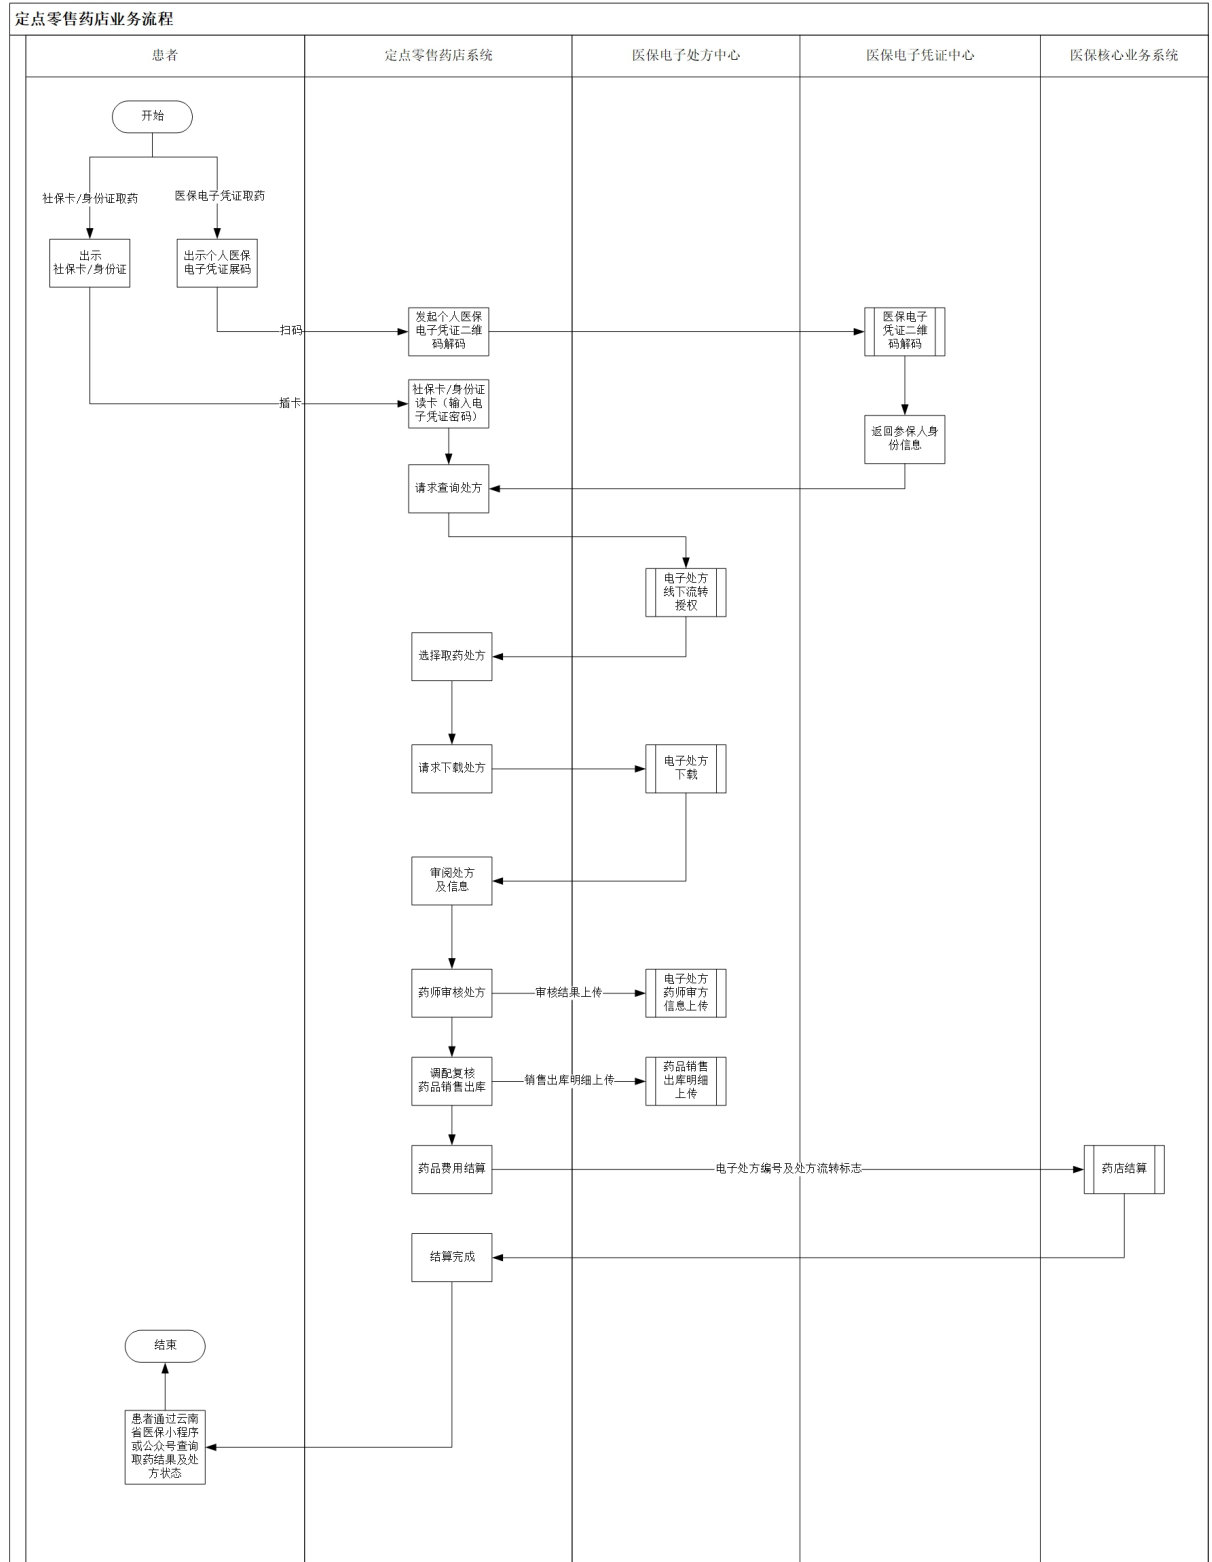 定点零售药店业务流程
患者
定点零售药店系统
医保电子处方中心
医保电子凭证中心
医保核心业务系统
开始
社保卡/身份证取药
医保电子凭证取药
出示
社保卡/身份证
出示个人医保
电子凭证展码
扫码
发起个人医保
电子凭证二维
码解码
医保电子
凭证二维
码解码
插卡
社保卡/身份证
读卡（输入电
子凭证密码）
返回参保人身
份信息
请求查询处方
电子处方
线下流转
授权
选择取药处方
请求下载处方
电子处方
下载
审阅处方
及信息
药师审核处方
审核结果上传
电子处方
药师审方
信息上传
调配复核
药品销售出库
销售出库明细上传
药品销售
出库明细
上传
药品费用结算
电子处方编号及处方流转标志
药店结算
结算完成
结束
患者通过云南
省医保小程序
或公众号查询
取药结果及处
方状态